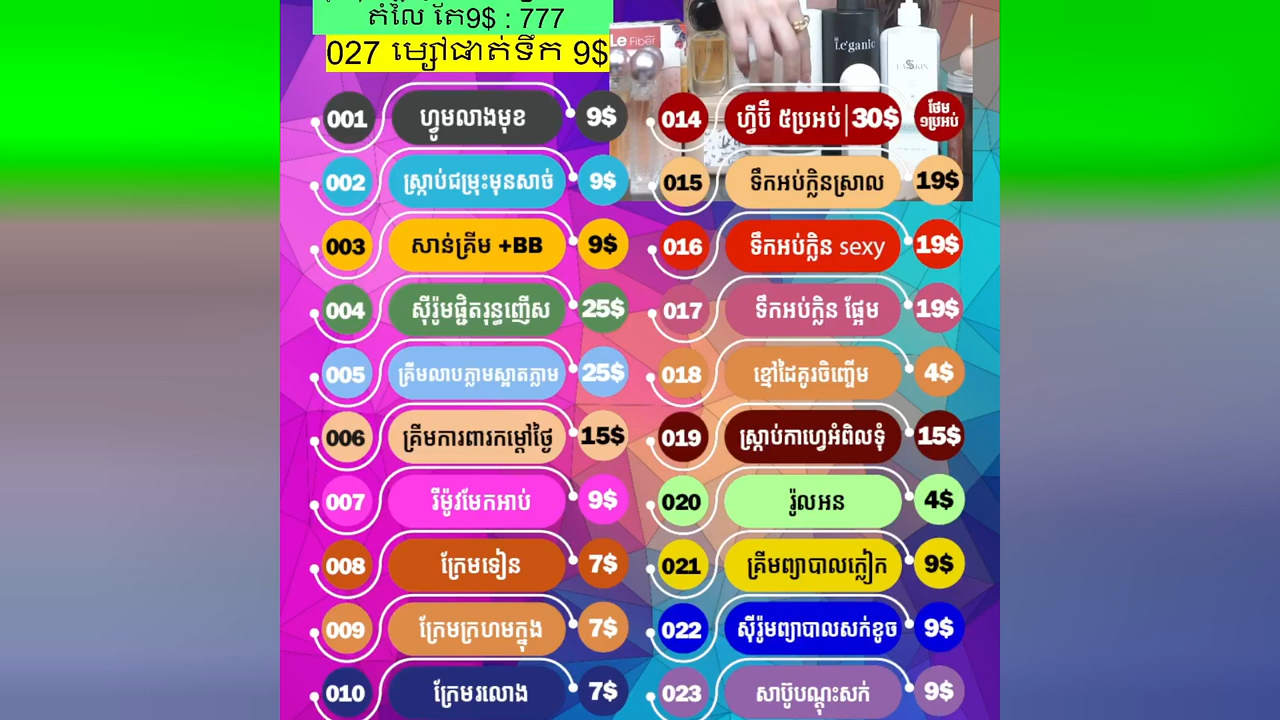 តំលៃ តែ9$ : 777
027 ម្សៅផាត់ទឹក 9$
Le Fiber
Le'ganic
001 ហ្វូមលាងមុខ 9$
002 ស្ក្រាប់ជម្រុះមុនសាច់ 9$
003 សាន់គ្រីម +BB 9$
004 ស៊ីរ៉ូមផ្ជិតរុន្ធញើស 25$
005 គ្រីមលាបភ្លាមស្អាតភ្លាម 25$
006 គ្រីមការពារកម្តៅថ្ងៃ 15$
007 រីម៉ូវមែកអាប់ 9$
008 ក្រែមទៀន 7$
009 ក្រែមក្រហមក្នុង 7$
010 ក្រែមរលោង 7$
014 ហ្វីប៊ឺ ៥ប្រអប់|30$ ថែម ១ប្រអប់
015 ទឹកអប់ក្លិនស្រាល 19$
016 ទឹកអប់ក្លិន sexy 19$
017 ទឹកអប់ក្លិន ផ្អែម 19$
018 ខ្មៅដៃគូរចិញ្ចើម 4$
019 ស្ក្រាប់កាហ្វេអំពិលទុំ 15$
020 រ៉ូលអន 4$
021 គ្រីមព្យាបាលក្លៀក 9$
022 ស៊ីរ៉ូមព្យាបាលសក់ខូច 9$
023 សាប៊ូបណ្តុះសក់ 9$